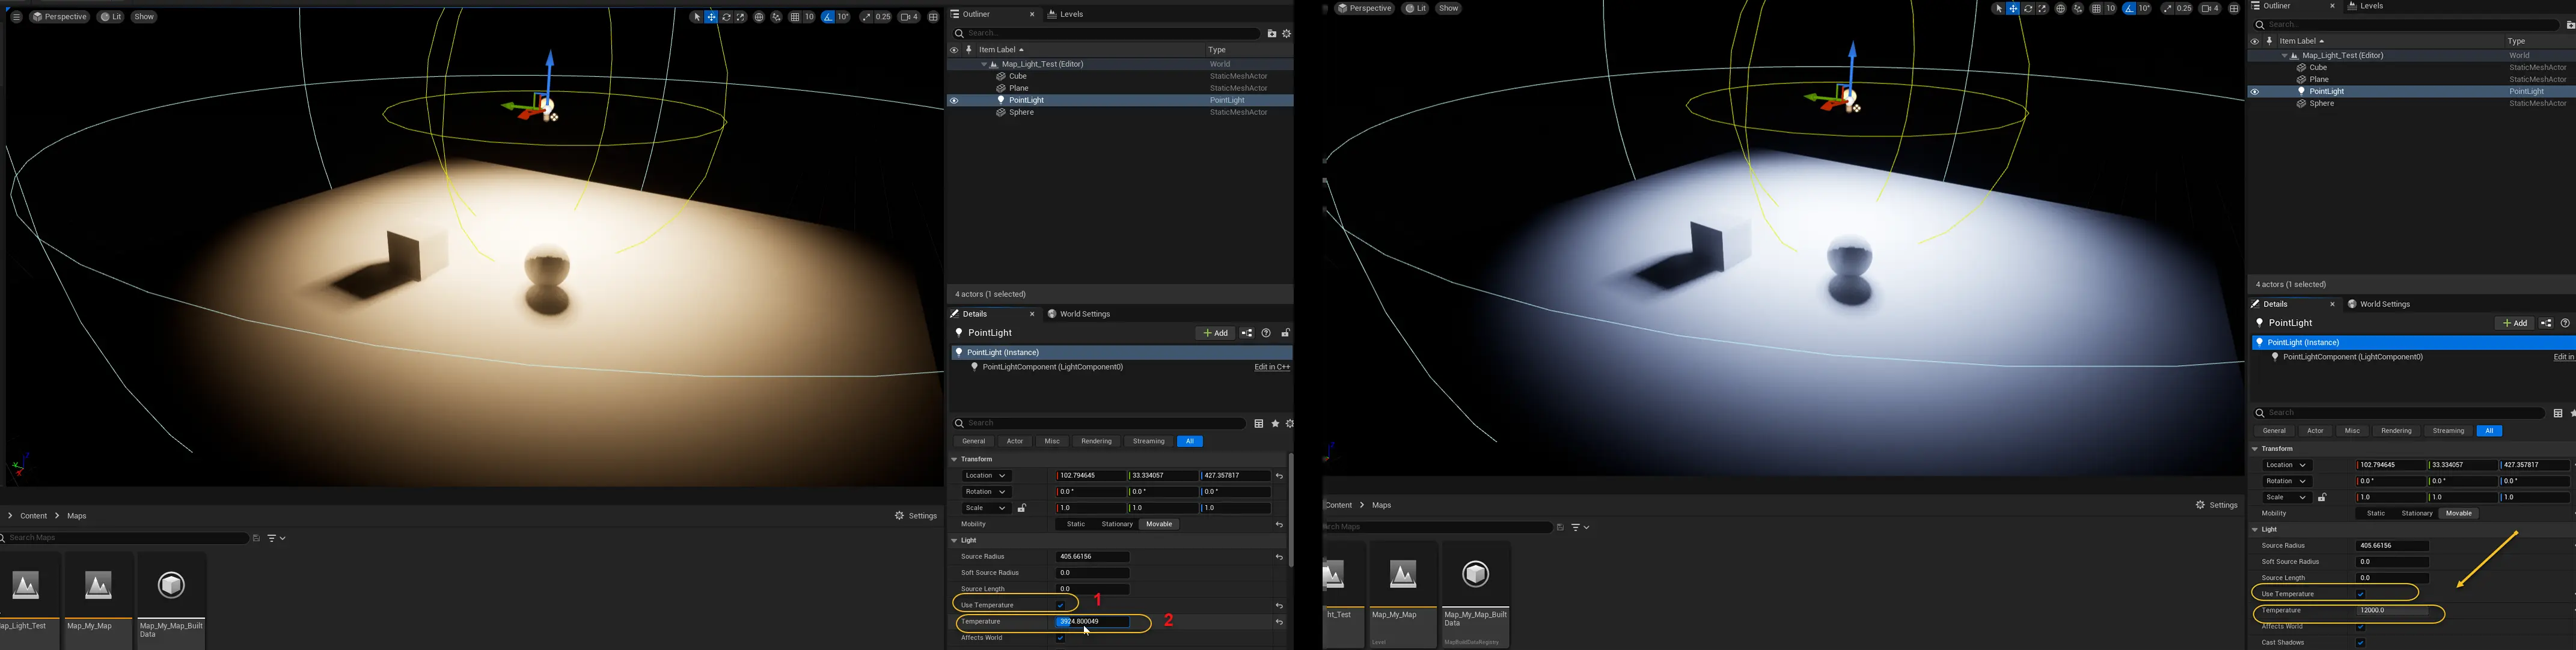 Perspective Lit Show 10 10° 0.25 4
Outliner Levels
Search...
Item Label Type
Map_Light_Test (Editor) World
Cube StaticMeshActor
Plane StaticMeshActor
PointLight PointLight
Sphere StaticMeshActor
4 actors (1 selected)
Details World Settings
PointLight Add
PointLight (Instance)
PointLightComponent (LightComponent0) Edit in C++
Search
General Actor Misc Rendering Streaming All
Transform
Location 102.794645 33.334057 427.357817
Rotation 0.0 ° 0.0 ° 0.0 °
Scale 1.0 1.0 1.0
Mobility Static Stationary Movable
Light
Source Radius 405.66156
Soft Source Radius 0.0
Source Length 0.0
Use Temperature 1
Temperature 3924.800049 2
Affects World
Content Maps Settings
Search Maps
ap_Light_Test Map_My_Map Map_My_Map_Built
Data
Perspective Lit Show 10 10° 0.25 4
Outliner Levels
Search...
Item Label Type
Map_Light_Test (Editor) World
Cube StaticMeshActor
Plane StaticMeshActor
PointLight PointLight
Sphere StaticMeshActor
4 actors (1 selected)
Details World Settings
PointLight Add
PointLight (Instance)
PointLightComponent (LightComponent0) Edit in
Search
General Actor Misc Rendering Streaming All
Transform
Location 102.794645 33.334057 427.357817
Rotation 0.0 ° 0.0 ° 0.0 °
Scale 1.0 1.0 1.0
Mobility Static Stationary Movable
Light
Source Radius 405.66156
Soft Source Radius 0.0
Source Length 0.0
Use Temperature
Temperature 12000.0
Affects World
Cast Shadows
Content Maps Settings
rch Maps
ht_Test Map_My_Map Map_My_Map_Built
Data
Level MapBuildDataRegistry